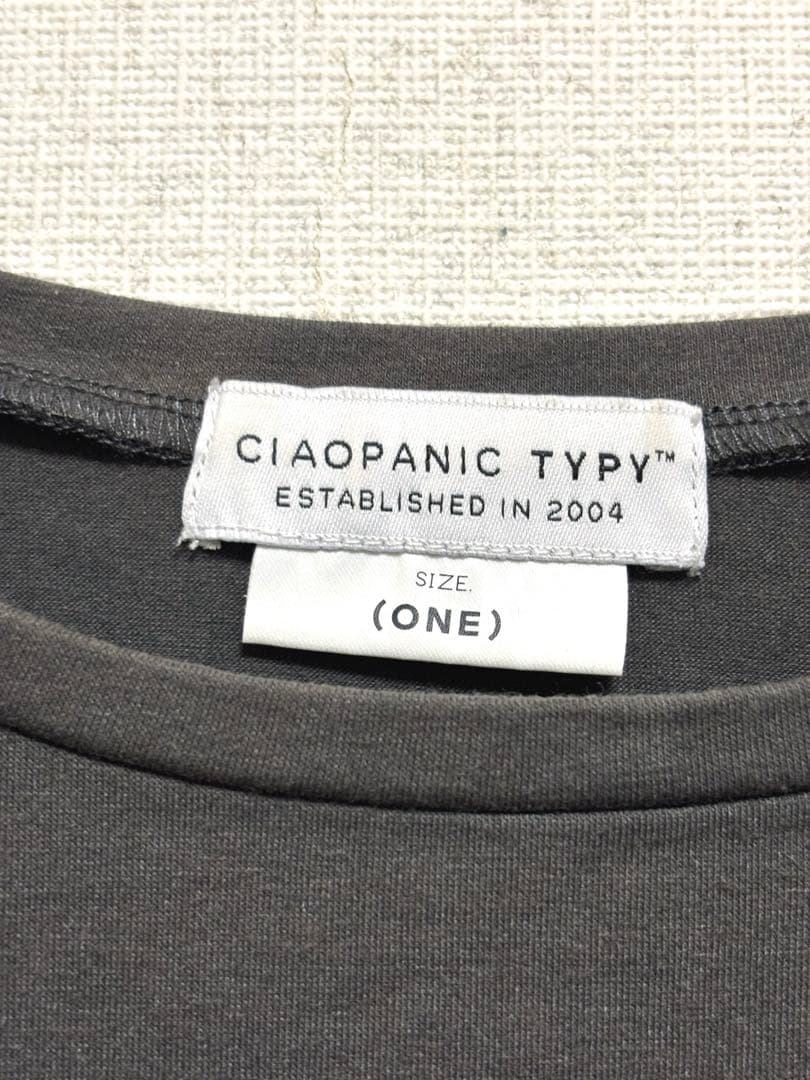 CIAOPANIC TYPY™
ESTABLISHED IN 2004
SIZE.
(ONE)